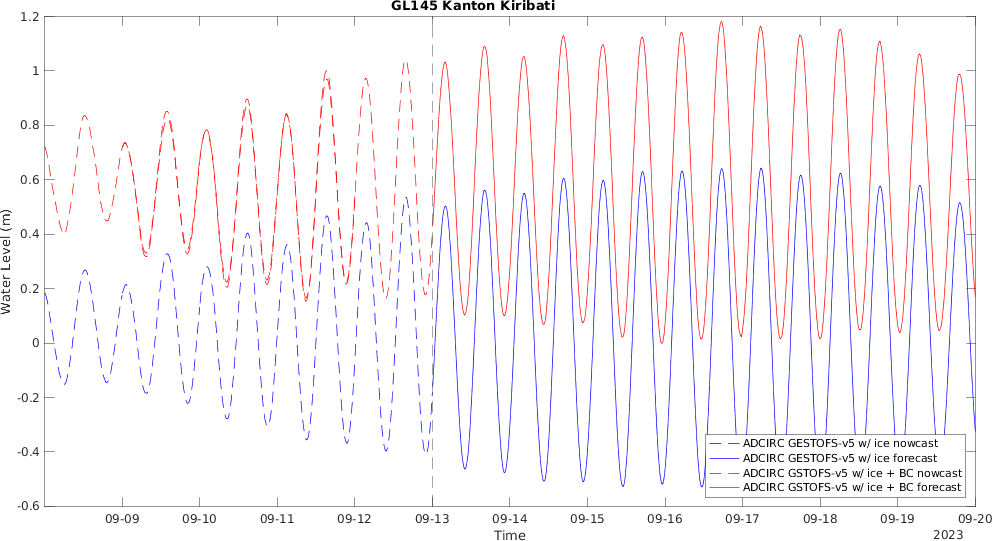 GL145 Kanton Kiribati
Water Level (m)
1.2
1
0.8
0.6
0.4
0.2
0
-0.2
-0.4
-0.6
ADCIRC GESTOFS-v5 w/ ice nowcast
ADCIRC GESTOFS-v5 w/ ice forecast
ADCIRC GSTOFS-v5 w/ ice + BC nowcast
ADCIRC GSTOFS-v5 w/ ice + BC forecast
09-09 09-10 09-11 09-12 09-13 09-14 09-15 09-16 09-17 09-18 09-19 09-20
Time
2023